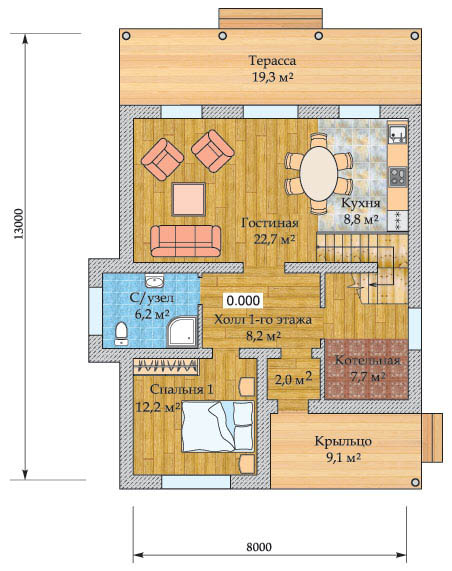 Терасса
19,3 м²
13000
Кухня
8,8 м²
Гостиная
22,7 м²
С/узел
6,2 м²
0.000
Холл 1-го этажа
8,2 м²
Котельная
7,7 м²
2,0 м²
Спальня 1
12,2 м²
Крыльцо
9,1 м²
8000